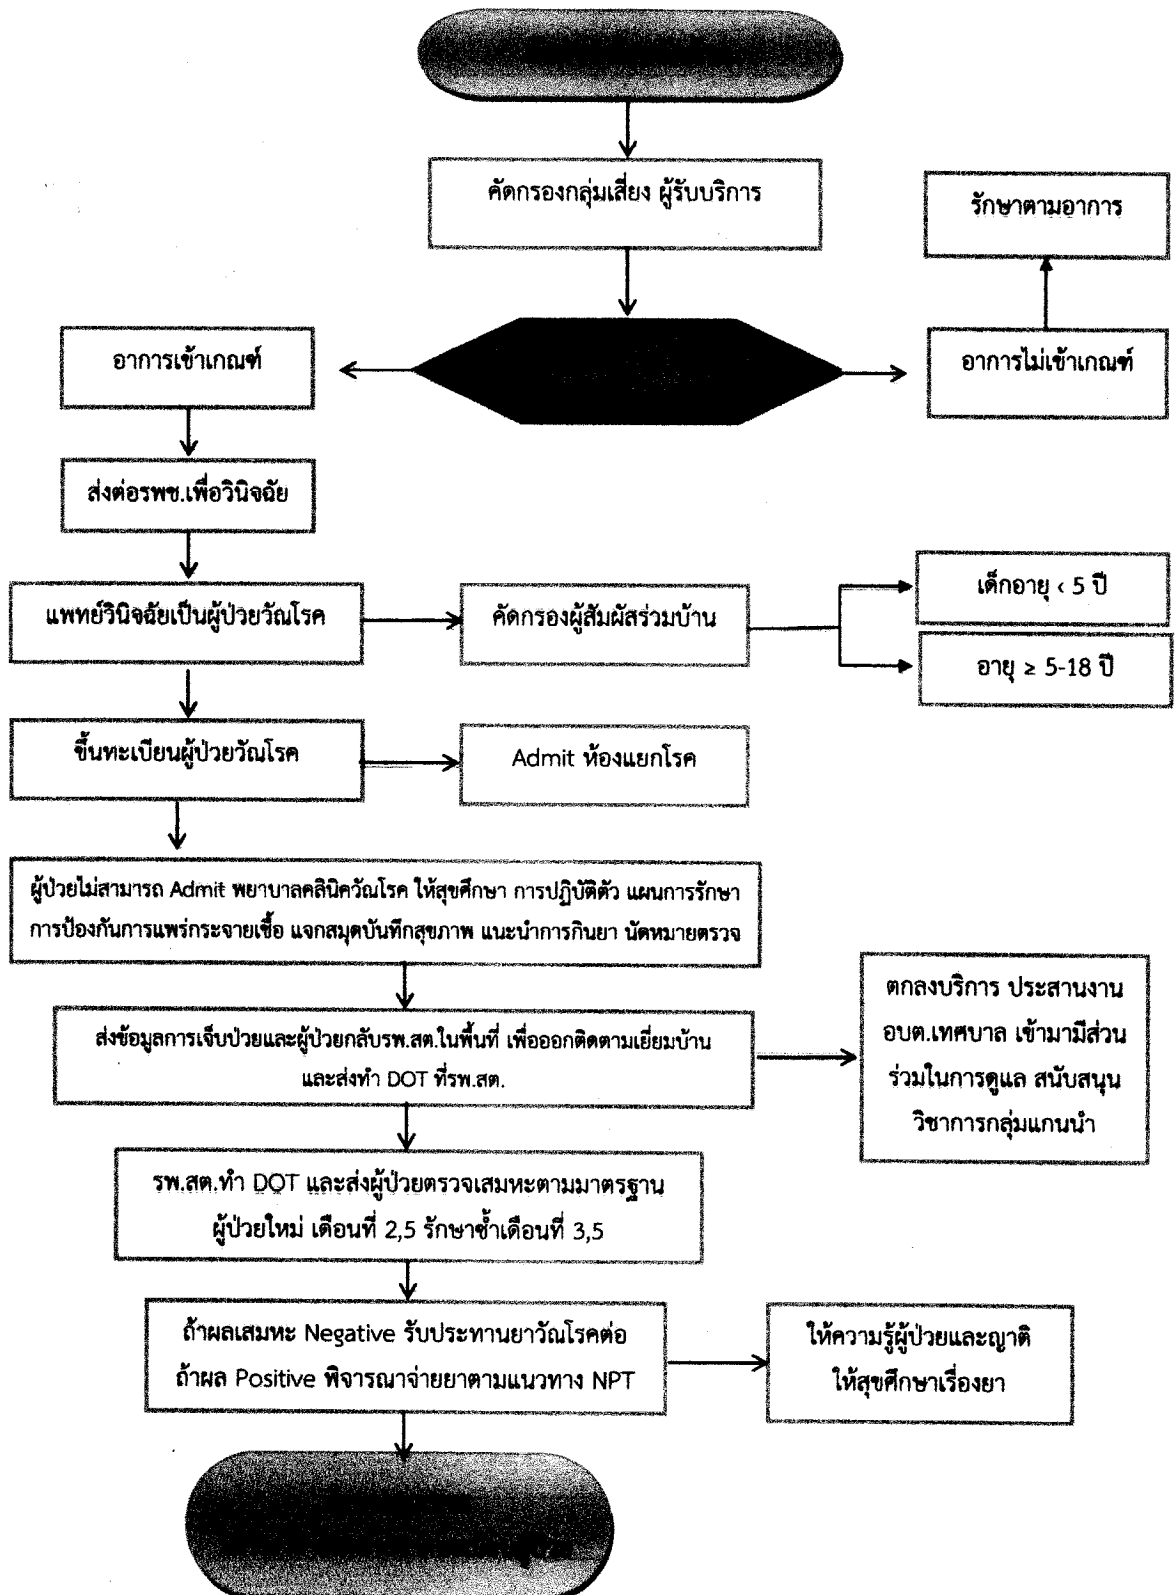 คัดกรองกลุ่มเสี่ยง ผู้รับบริการ
รักษาตามอาการ
อาการเข้าเกณฑ์
อาการไม่เข้าเกณฑ์
ส่งต่อรพช.เพื่อวินิจฉัย
แพทย์วินิจฉัยเป็นผู้ป่วยวัณโรค
คัดกรองผู้สัมผัสร่วมบ้าน
เด็กอายุ < 5 ปี
อายุ ≥ 5-18 ปี
ขึ้นทะเบียนผู้ป่วยวัณโรค
Admit ห้องแยกโรค
ผู้ป่วยไม่สามารถ Admit พยาบาลคลินิควัณโรค ให้สุขศึกษา การปฏิบัติตัว แผนการรักษา
การป้องกันการแพร่กระจายเชื้อ แจกสมุดบันทึกสุขภาพ แนะนำการกินยา นัดหมายตรวจ
ส่งข้อมูลการเจ็บป่วยและผู้ป่วยกลับรพ.สต.ในพื้นที่ เพื่อออกติดตามเยี่ยมบ้าน
และส่งทำ DOT ที่รพ.สต.
ตกลงบริการ ประสานงาน
อบต.เทศบาล เข้ามามีส่วน
ร่วมในการดูแล สนับสนุน
วิชาการกลุ่มแกนนำ
รพ.สต.ทำ DOT และส่งผู้ป่วยตรวจเสมหะตามมาตรฐาน
ผู้ป่วยใหม่ เดือนที่ 2,5 รักษาซ้ำเดือนที่ 3,5
ถ้าผลเสมหะ Negative รับประทานยาวัณโรคต่อ
ถ้าผล Positive พิจารณาจ่ายยาตามแนวทาง NPT
ให้ความรู้ผู้ป่วยและญาติ
ให้สุขศึกษาเรื่องยา